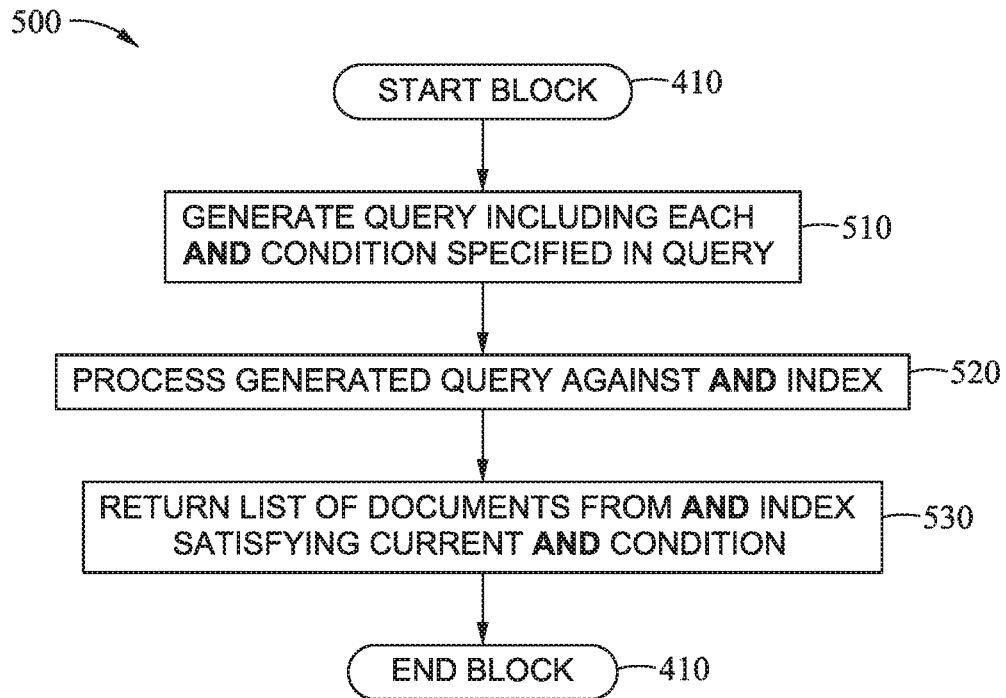 500
START BLOCK
410
GENERATE QUERY INCLUDING EACH
AND CONDITION SPECIFIED IN QUERY
510
PROCESS GENERATED QUERY AGAINST AND INDEX
520
RETURN LIST OF DOCUMENTS FROM AND INDEX
SATISFYING CURRENT AND CONDITION
530
END BLOCK
410